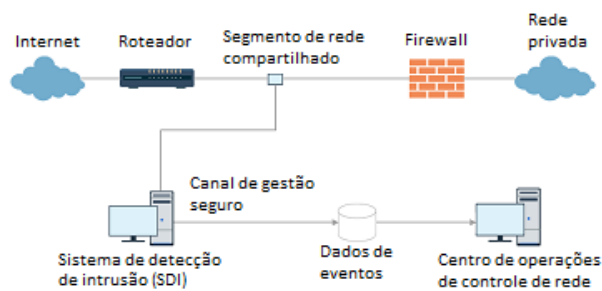 Internet
Roteador
Segmento de rede
compartilhado
Firewall
Rede
privada
Canal de gestão
seguro
Sistema de detecção
de intrusão (SDI)
Dados de
eventos
Centro de operações
de controle de rede